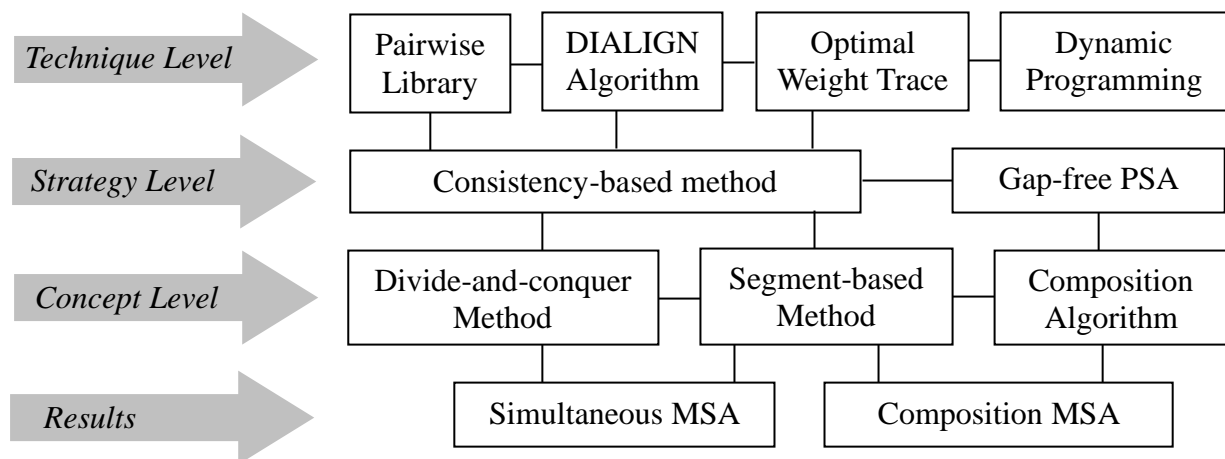 Technique Level
Pairwise
Library
DIALIGN
Algorithm
Optimal
Weight Trace
Dynamic
Programming
Strategy Level
Consistency-based method
Gap-free PSA
Concept Level
Divide-and-conquer
Method
Segment-based
Method
Composition
Algorithm
Results
Simultaneous MSA
Composition MSA